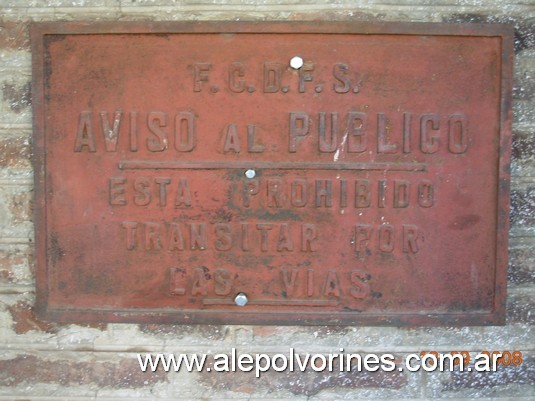 F.C.D.F.S.
AVISO AL PUBLICO
ESTA PROHIBIDO
TRANSITAR POR
LAS VIAS
www.alepolvorines.com.ar